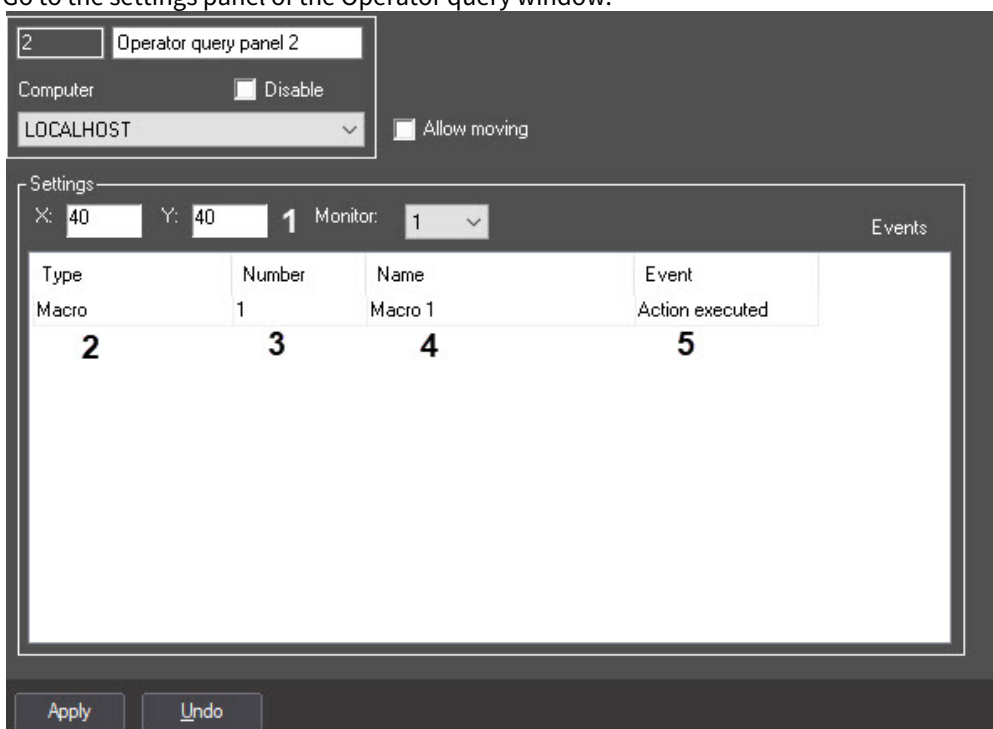 Go to the settings panel of the Operator query window.
2 Operator query panel 2
Computer Disable
LOCALHOST Allow moving
Settings
X: 40 Y: 40 1 Monitor: 1 Events
Type Number Name Event
Macro 1 Macro 1 Action executed
2 3 4 5
Apply Undo